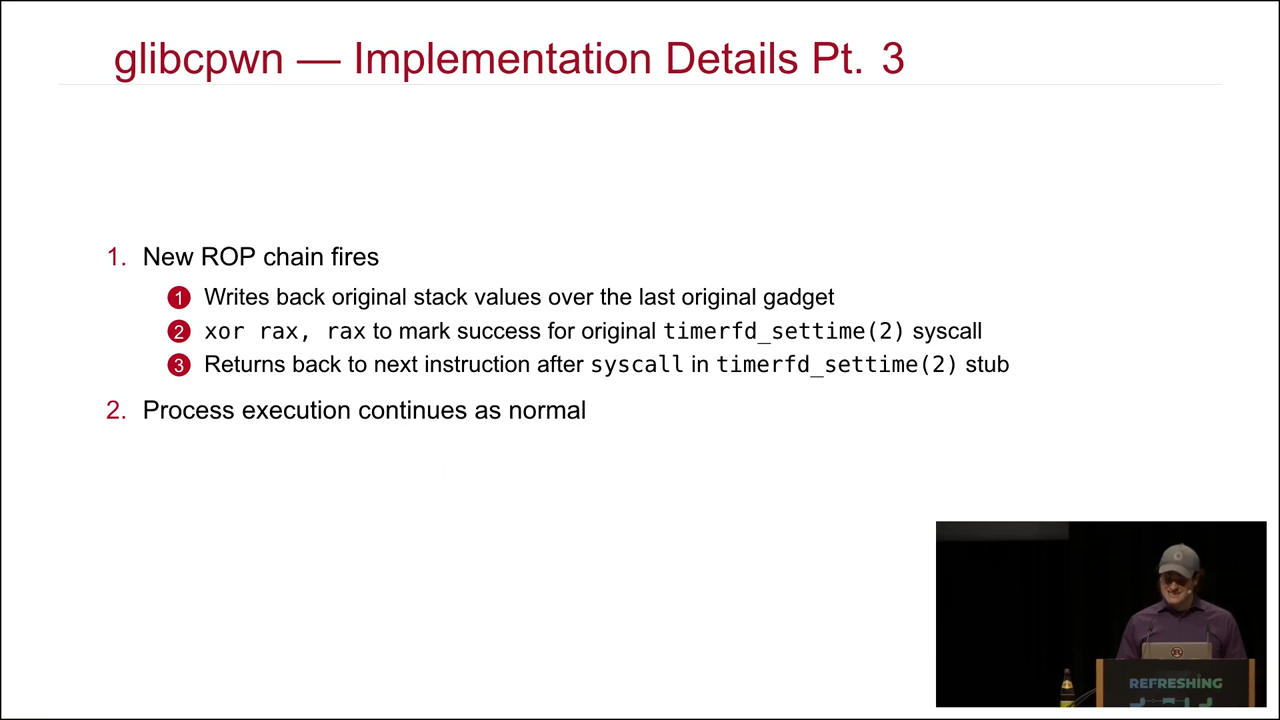 glibcpwn — Implementation Details Pt. 3
1. New ROP chain fires
1 Writes back original stack values over the last original gadget
2 xor rax, rax to mark success for original timerfd_settime(2) syscall
3 Returns back to next instruction after syscall in timerfd_settime(2) stub
2. Process execution continues as normal
REFRESHING